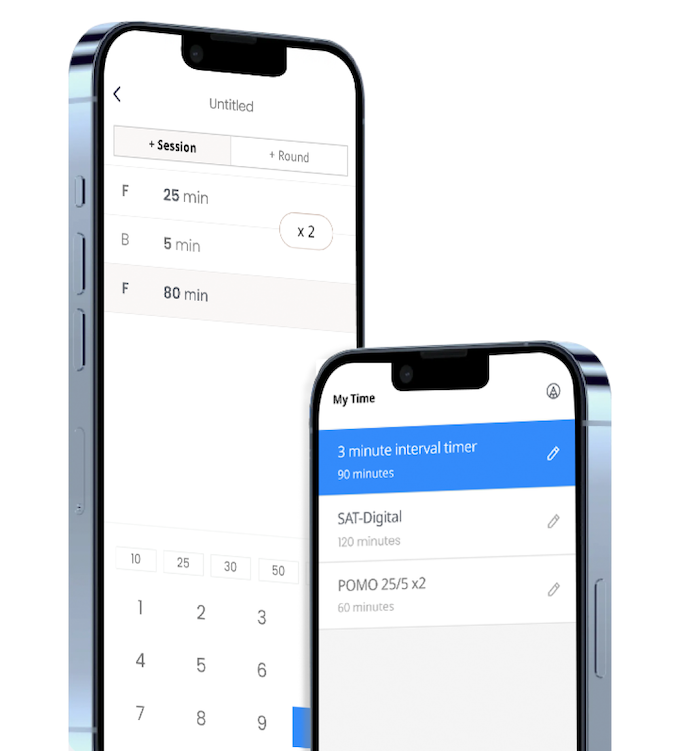 Untitled
+ Session
+ Round
F 25 min
x 2
B 5 min
F 80 min
10 25 30 50
1 2 3
4 5 6
7 8 9
My Time
3 minute interval timer
90 minutes
SAT-Digital
120 minutes
POMO 25/5 x2
60 minutes